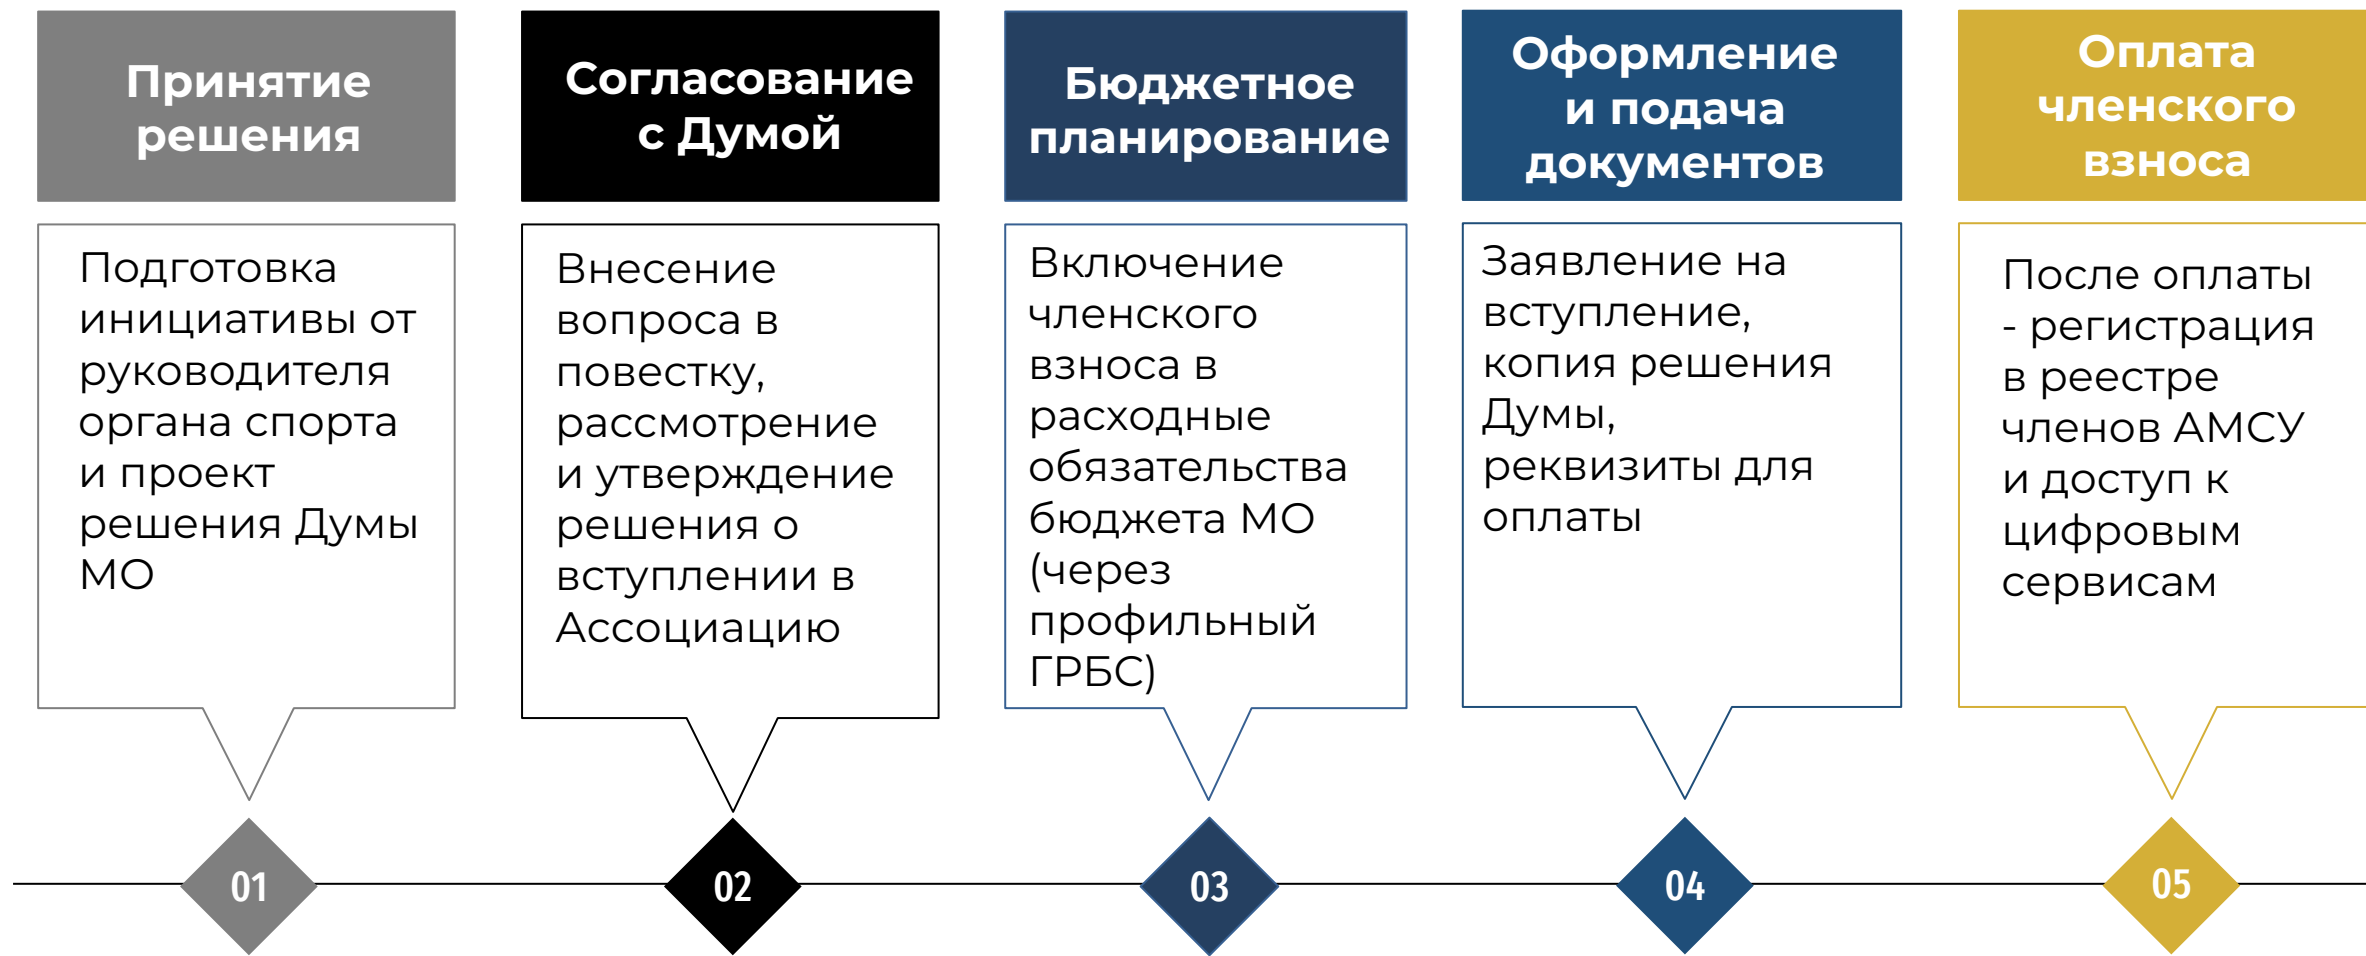 Принятие
решения
Подготовка
инициативы от
руководителя
органа спорта
и проект
решения Думы
МО
01
Согласование
с Думой
Внесение
вопроса в
повестку,
рассмотрение
и утверждение
решения о
вступлении в
Ассоциацию
02
Бюджетное
планирование
Включение
членского
взноса в
расходные
обязательства
бюджета МО
(через
профильный
ГРБС)
03
Оформление
и подача
документов
Заявление на
вступление,
копия решения
Думы,
реквизиты для
оплаты
04
Оплата
членского
взноса
После оплаты
- регистрация
в реестре
членов АМСУ
и доступ к
цифровым
сервисам
05